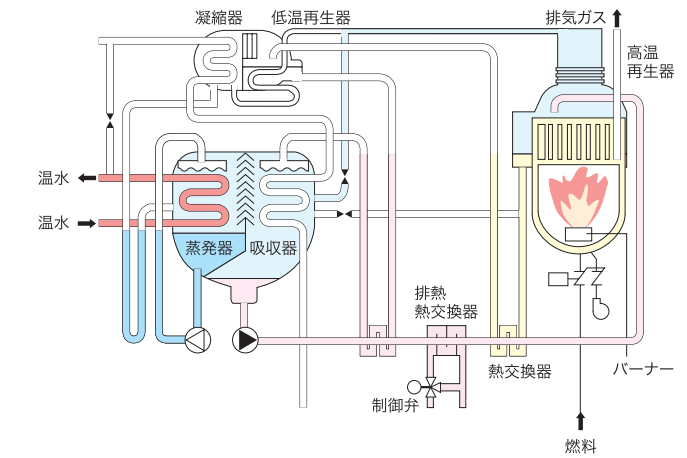 凝縮器
低温再生器
排気ガス
高温
再生器
温水
温水
蒸発器
吸収器
排熱
熱交換器
熱交換器
バーナー
制御弁
燃料